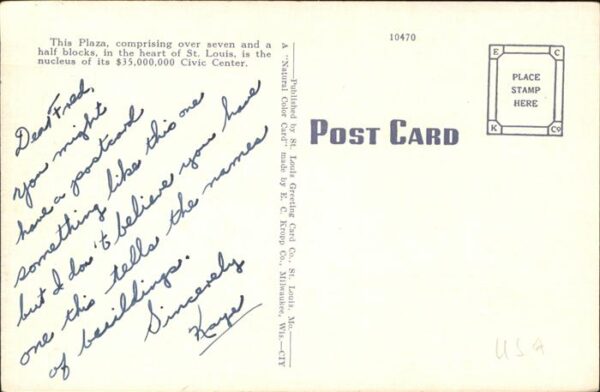 This Plaza, comprising over seven and a
half blocks, in the heart of St. Louis, is the
nucleus of its $35,000,000 Civic Center.
Dear Fred,
You might
have a postcard
something like this one
but I don't believe you have
one this tells the names
of buildings.
Sincerely
Kaye
Published by St. Louis Greeting Card Co., St. Louis, Mo.—
A "Natural Color Card" made by E. C. Kropp Co., Milwaukee, Wis.—CIY
10470
POST CARD
E C
PLACE
STAMP
HERE
K Co
USA